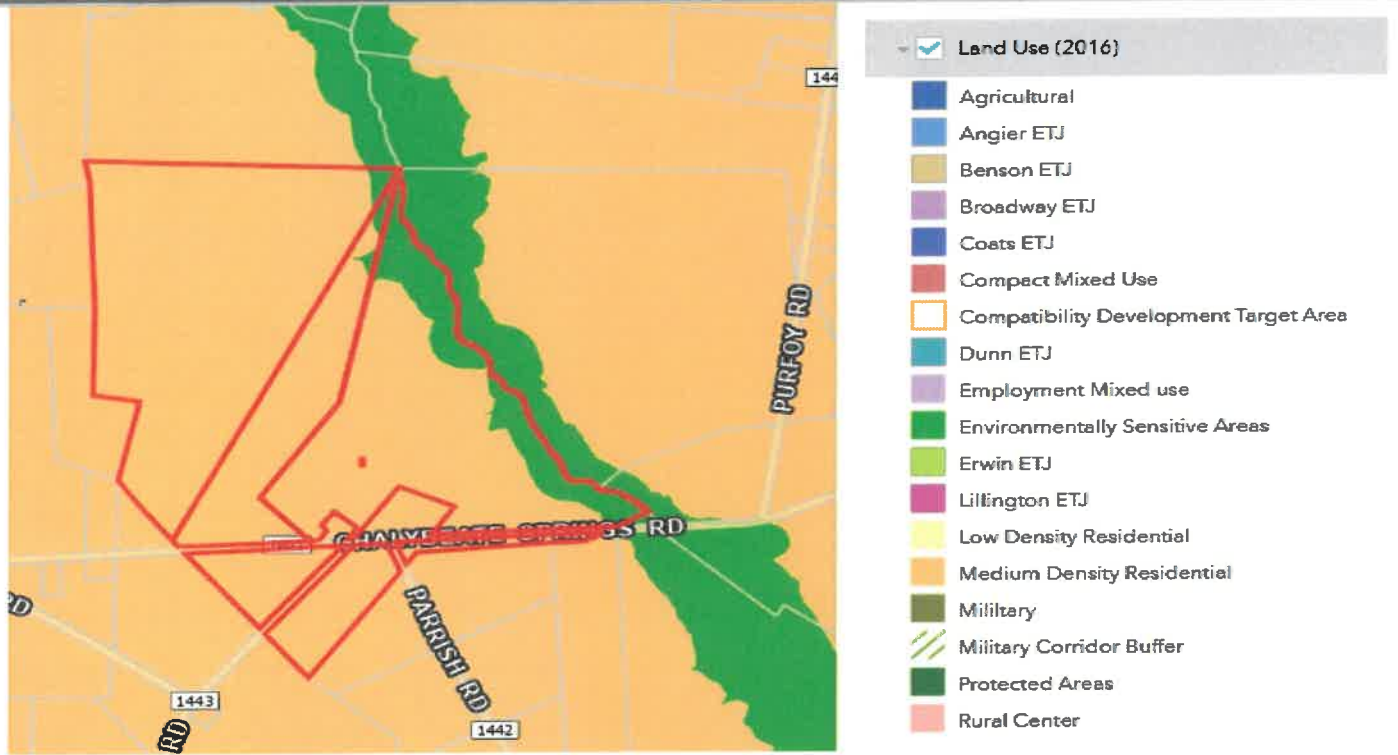 144
PURFOY RD
CHALYBEATE SPRINGS RD
RD
PARRISH RD
1443
1442
RD
Land Use (2016)
Agricultural
Angier ETJ
Benson ETJ
Broadway ETJ
Coats ETJ
Compact Mixed Use
Compatibility Development Target Area
Dunn ETJ
Employment Mixed use
Environmentally Sensitive Areas
Erwin ETJ
Lillington ETJ
Low Density Residential
Medium Density Residential
Mililtary
Military Corridor Buffer
Protected Areas
Rural Center